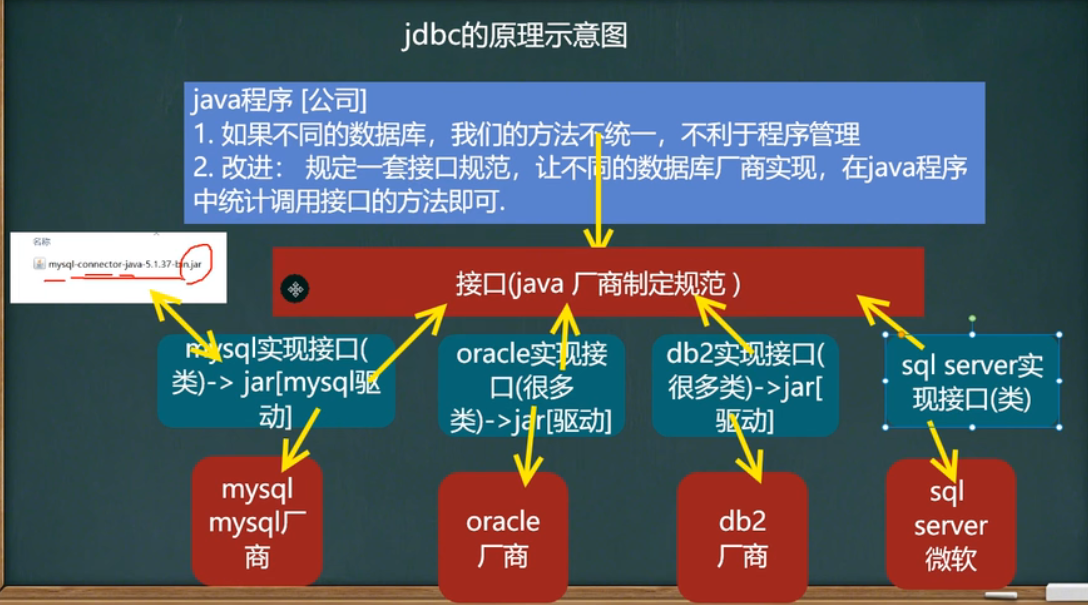 jdbc的原理示意图
java程序 [公司]
1. 如果不同的数据库，我们的方法不统一，不利于程序管理
2. 改进： 规定一套接口规范，让不同的数据库厂商实现，在java程序
中统计调用接口的方法即可.
名称
mysql-connector-java-5.1.37-bin.jar
接口(java 厂商制定规范 )
mysql实现接口(
类)-> jar[mysql驱
动]
oracle实现接
口(很多
类)->jar[驱动]
db2实现接口(
很多类)->jar[
驱动]
sql server实
现接口(类)
mysql
mysql厂
商
oracle
厂商
db2
厂商
sql
server
微软